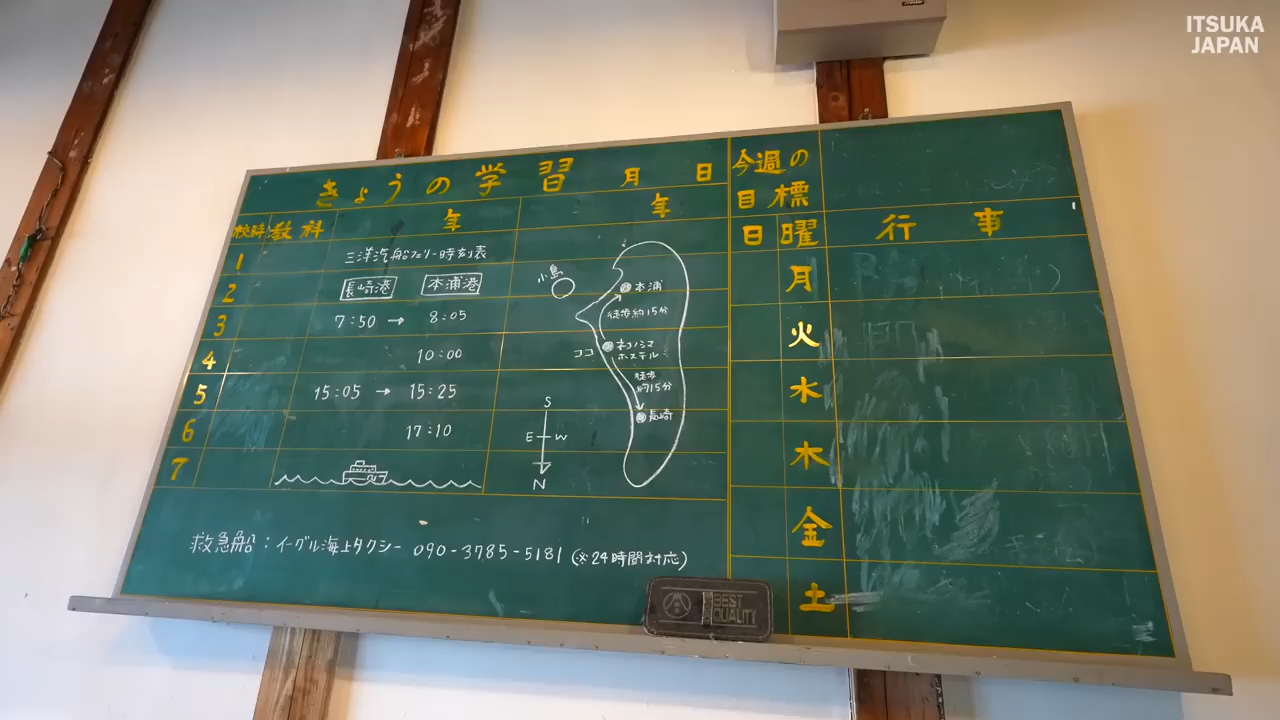 ITSUKA
JAPAN
きょうの学習 月 日
校時 教科 年 年
1
2
3
4
5
6
7
三洋汽船フェリー時刻表
長崎港 本浦港
7:50 → 8:05
10:00
15:05 → 15:25
17:10
小島
本浦
徒歩約15分
ココ
ネコノシマ
ホステル
徒歩
約15分
長崎
S
E W
N
救急船:イーグル海上タクシー 090-3785-5181 (※24時間対応)
今週の
目標
日 曜 行事
月
火
水
木
金
土
BEST
QUALITY